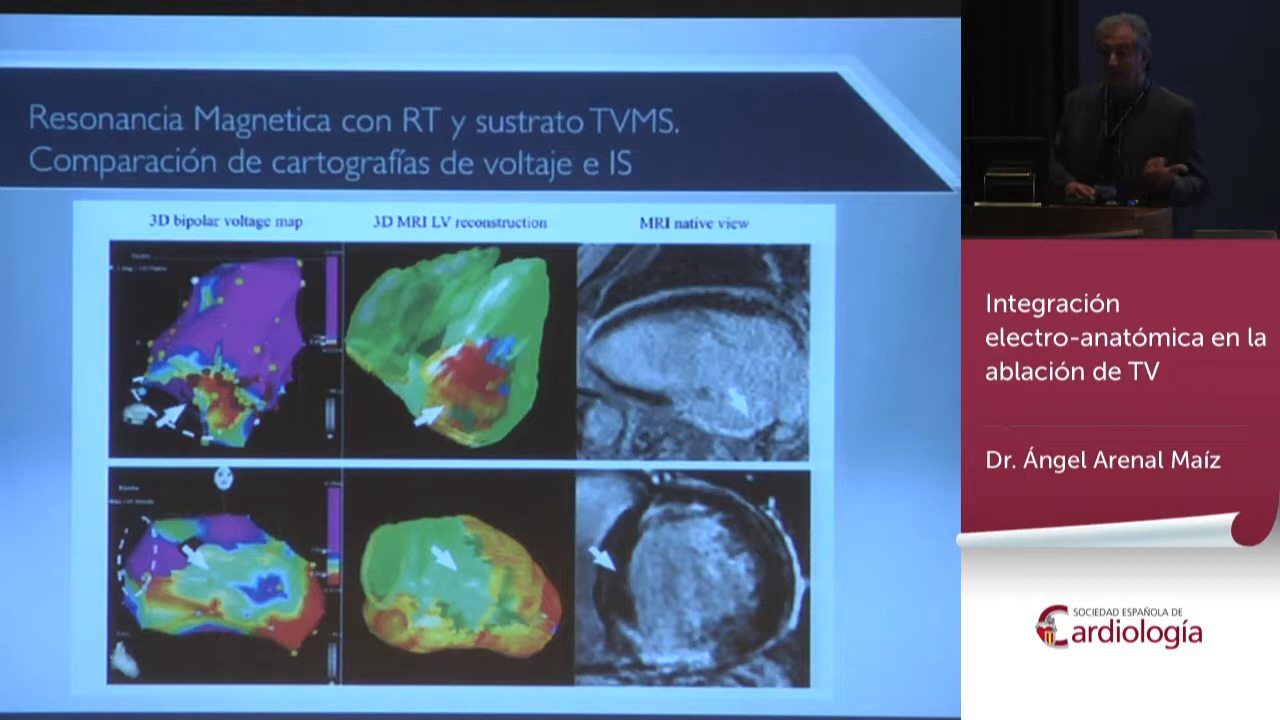 Resonancia Magnetica con RT y sustrato TVMS.
Comparación de cartografías de voltaje e IS
3D bipolar voltage map
3D MRI LV reconstruction
MRI native view
Integración
electro-anatómica en la
ablación de TV
Dr. Ángel Arenal Maíz
SOCIEDAD ESPAÑOLA DE
Cardiología